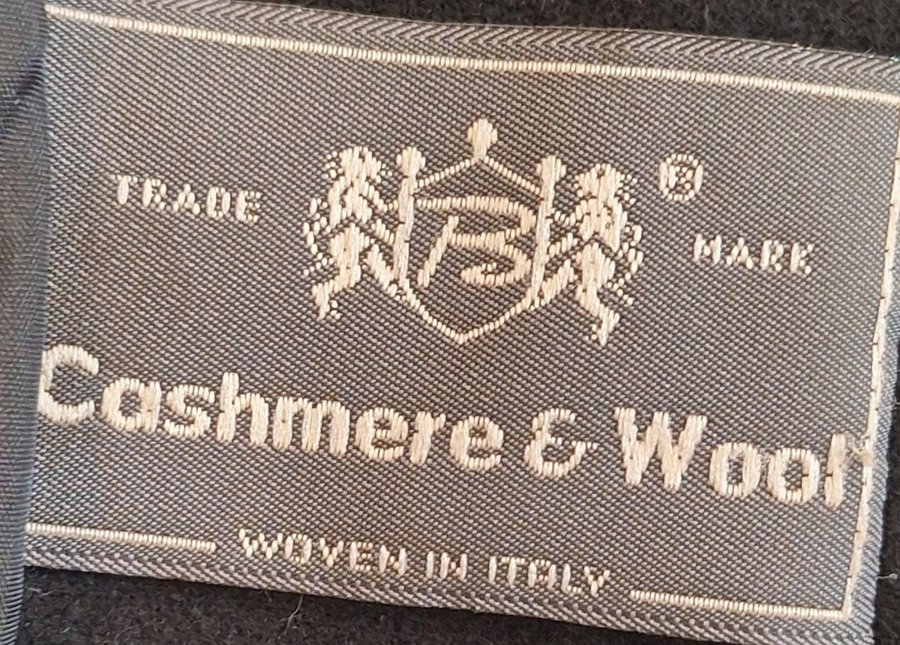 TRADE B ® MARK
Cashmere & Wool
WOVEN IN ITALY